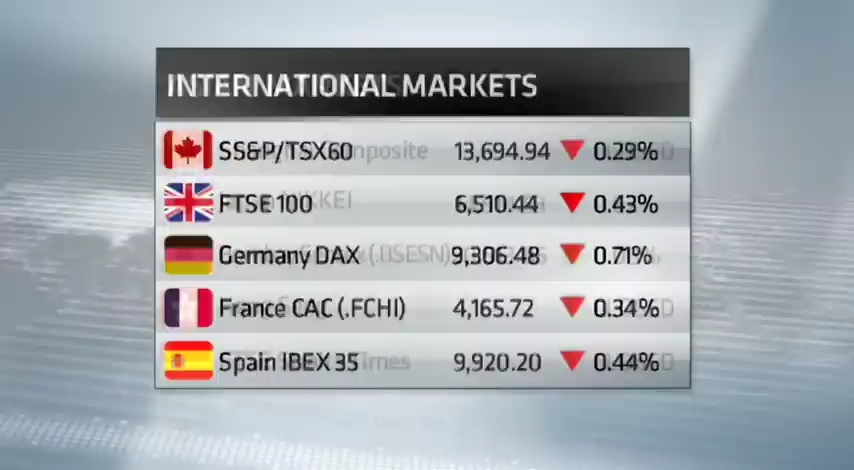 INTERNATIONAL MARKETS
SS&P/TSX60 13,694.94 ▼ 0.29%
FTSE 100 6,510.44 ▼ 0.43%
Germany DAX 9,306.48 ▼ 0.71%
France CAC (.FCHI) 4,165.72 ▼ 0.34%
Spain IBEX 35 9,920.20 ▼ 0.44%